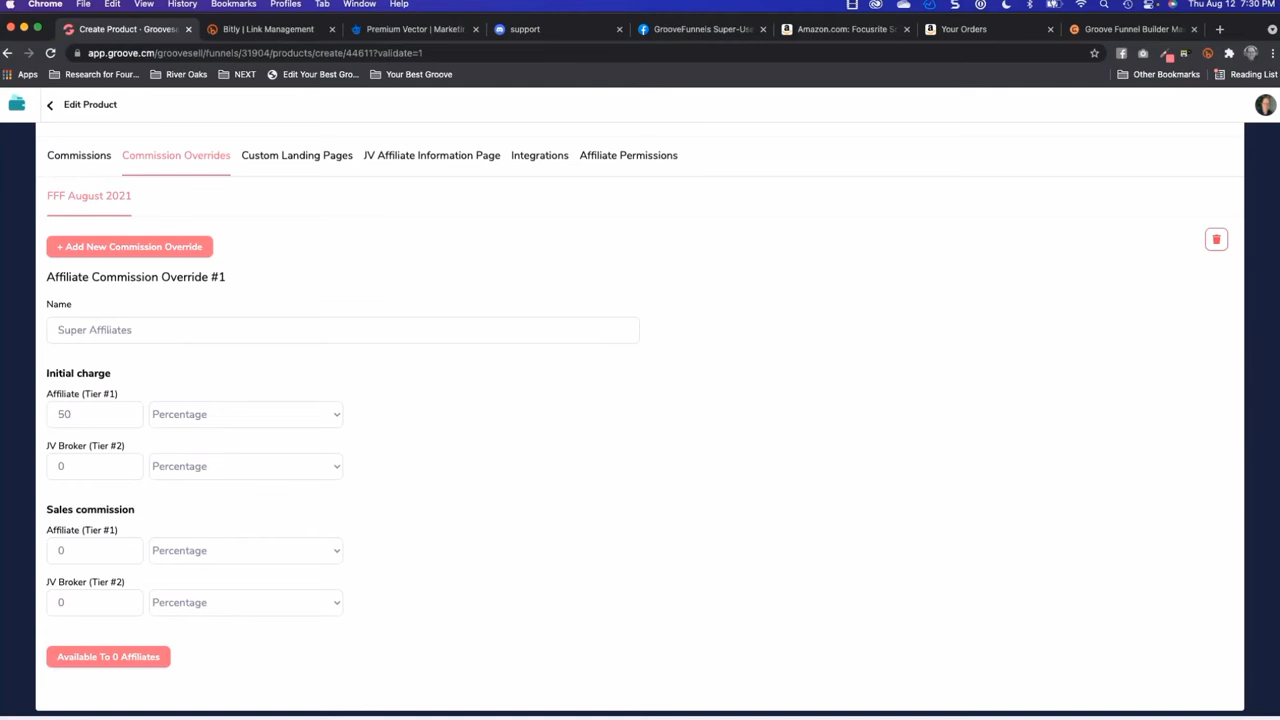 Chrome File Edit View History Bookmarks Profiles Tab Window Help Thu Aug 12 7:30 PM
Create Product · Groovese Bitly | Link Management Premium Vector | Marketi support GrooveFunnels Super-Use Amazon.com: Focusrite Sc Your Orders Groove Funnel Builder Ma
app.groove.cm/groovesell/funnels/31904/products/create/44611?validate=1
Apps Research for Four... River Oaks NEXT Edit Your Best Gro... Your Best Groove Other Bookmarks Reading List
Edit Product
Commissions Commission Overrides Custom Landing Pages JV Affiliate Information Page Integrations Affiliate Permissions
FFF August 2021
+ Add New Commission Override
Affiliate Commission Override #1
Name
Super Affiliates
Initial charge
Affiliate (Tier #1)
50 Percentage
JV Broker (Tier #2)
0 Percentage
Sales commission
Affiliate (Tier #1)
0 Percentage
JV Broker (Tier #2)
0 Percentage
Available To 0 Affiliates